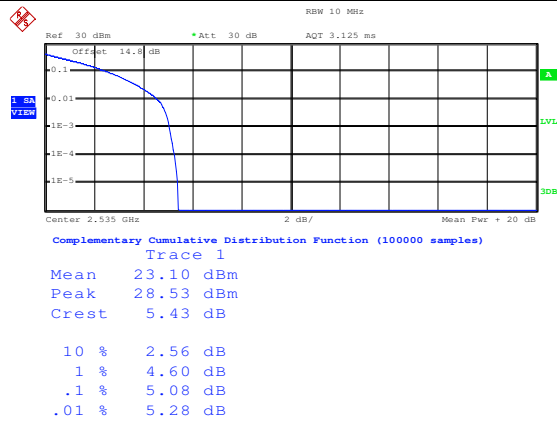 RBW 10 MHz
Ref 30 dBm *Att 30 dB AQT 3.125 ms
Offset 14.8 dB
0.1
A
0.01
1 SA
VIEW
1E-3
LVL
1E-4
1E-5
3DB
Center 2.535 GHz 2 dB/ Mean Pwr + 20 dB
Complementary Cumulative Distribution Function (100000 samples)
Trace 1
Mean 23.10 dBm
Peak 28.53 dBm
Crest 5.43 dB
10 % 2.56 dB
1 % 4.60 dB
.1 % 5.08 dB
.01 % 5.28 dB